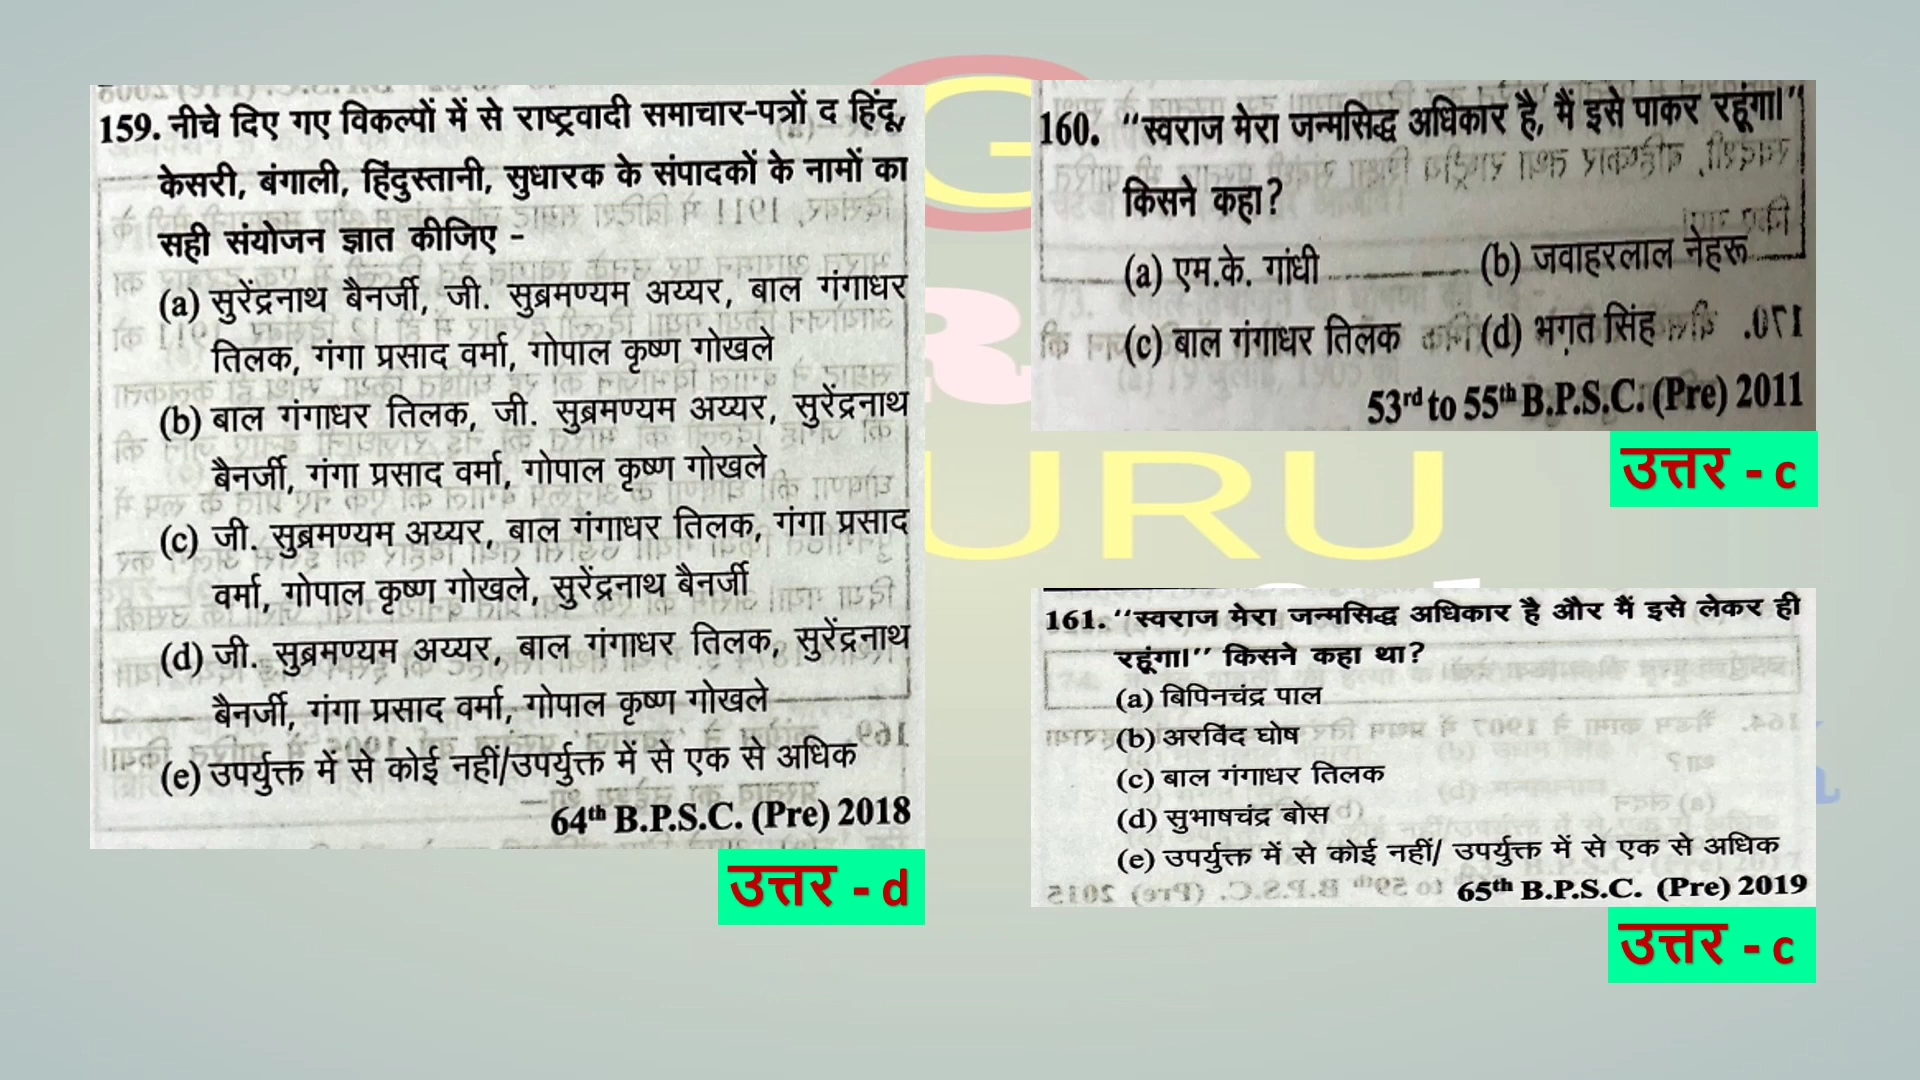 159. नीचे दिए गए विकल्पों में से राष्ट्रवादी समाचार-पत्रों द हिंदू,
केसरी, बंगाली, हिंदुस्तानी, सुधारक के संपादकों के नामों का
सही संयोजन ज्ञात कीजिए -
(a) सुरेंद्रनाथ बैनर्जी, जी. सुब्रमण्यम अय्यर, बाल गंगाधर
तिलक, गंगा प्रसाद वर्मा, गोपाल कृष्ण गोखले
(b) बाल गंगाधर तिलक, जी. सुब्रमण्यम अय्यर, सुरेंद्रनाथ
बैनर्जी, गंगा प्रसाद वर्मा, गोपाल कृष्ण गोखले
(c) जी. सुब्रमण्यम अय्यर, बाल गंगाधर तिलक, गंगा प्रसाद
वर्मा, गोपाल कृष्ण गोखले, सुरेंद्रनाथ बैनर्जी
(d) जी. सुब्रमण्यम अय्यर, बाल गंगाधर तिलक, सुरेंद्रनाथ
बैनर्जी, गंगा प्रसाद वर्मा, गोपाल कृष्ण गोखले
(e) उपर्युक्त में से कोई नहीं/उपर्युक्त में से एक से अधिक
64th B.P.S.C. (Pre) 2018
उत्तर - d
160. "स्वराज मेरा जन्मसिद्ध अधिकार है, मैं इसे पाकर रहूंगा।"
किसने कहा?
(a) एम.के. गांधी (b) जवाहरलाल नेहरू
(c) बाल गंगाधर तिलक (d) भगत सिंह
53rd to 55th B.P.S.C. (Pre) 2011
उत्तर - c
URU
161. "स्वराज मेरा जन्मसिद्ध अधिकार है और मैं इसे लेकर ही
रहूंगा।" किसने कहा था?
(a) बिपिनचंद्र पाल
(b) अरविंद घोष
(c) बाल गंगाधर तिलक
(d) सुभाषचंद्र बोस
(e) उपर्युक्त में से कोई नहीं/ उपर्युक्त में से एक से अधिक
65th B.P.S.C. (Pre) 2019
उत्तर - c